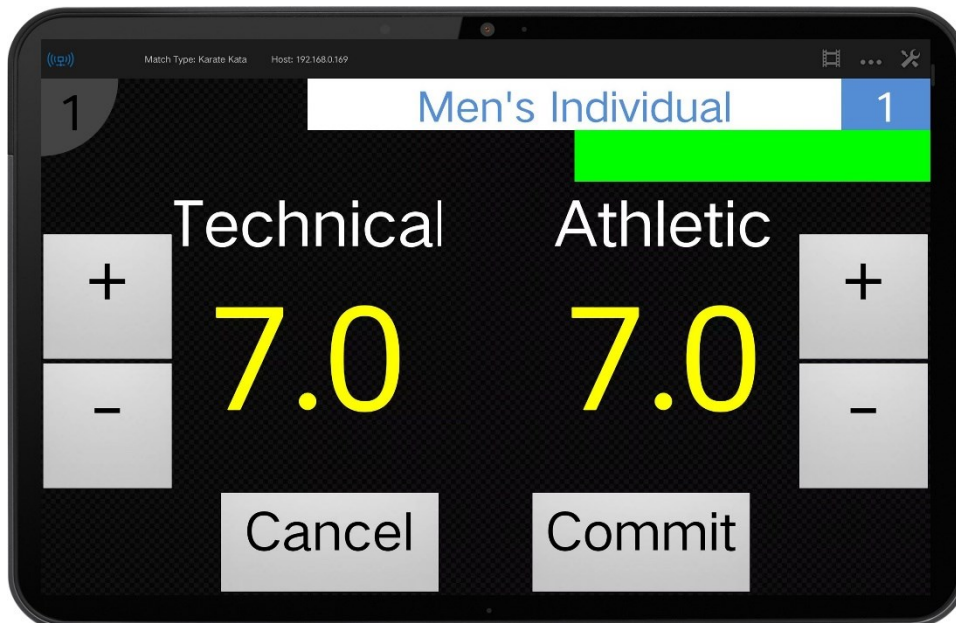 Match Type: Karate Kata Host: 192.168.0.169
1 Men's Individual 1
Technical Athletic
+ +
7.0 7.0
- -
Cancel Commit